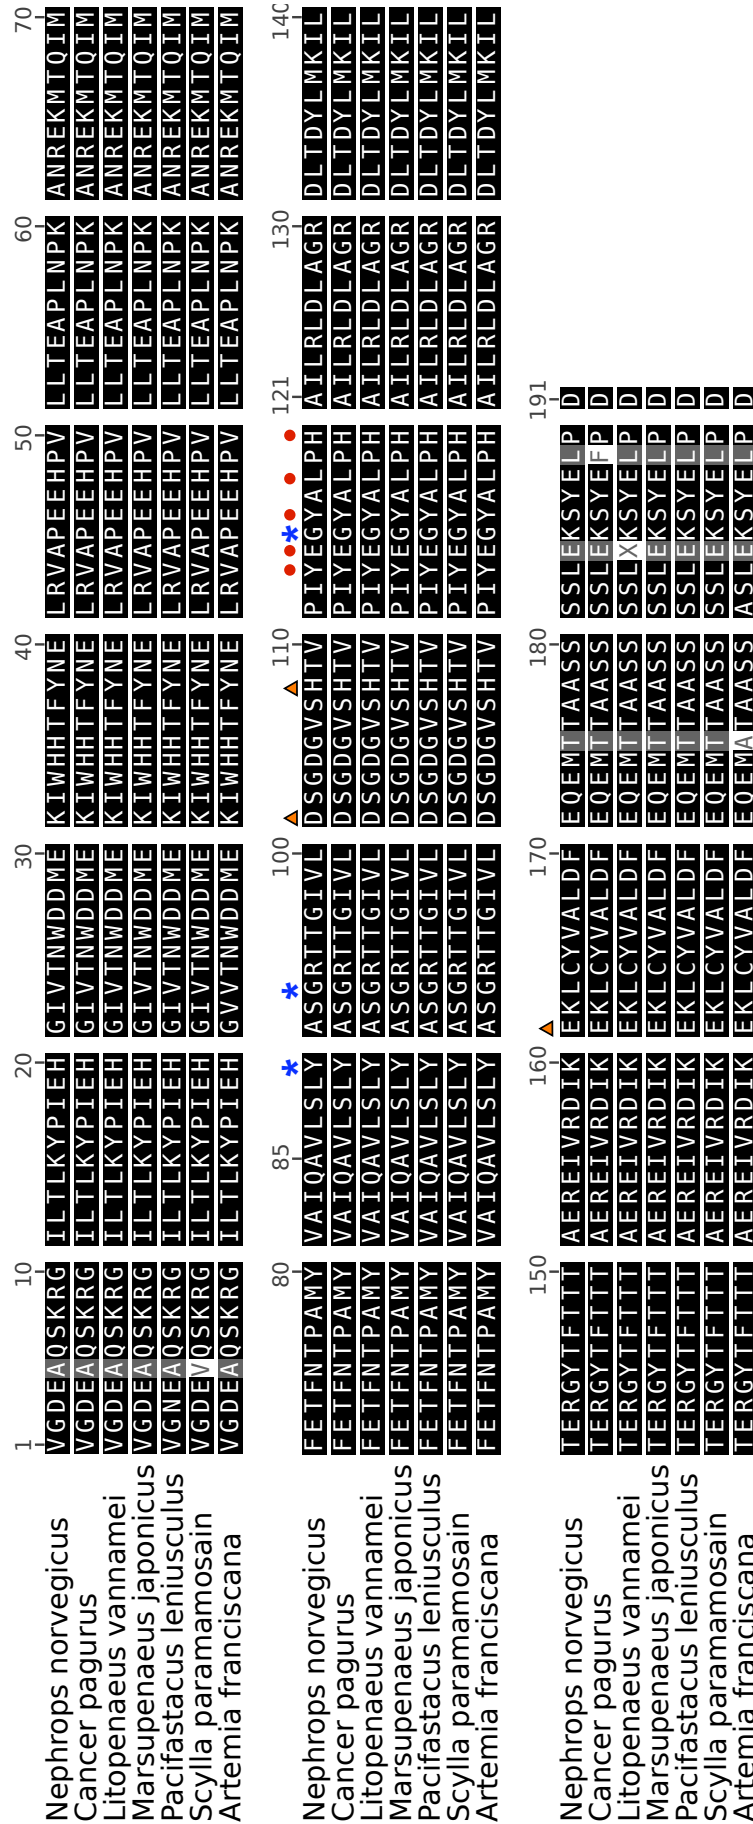 1 10 20 30 40 50 60 70
Nephrops norvegicus VGDEAQSKRG ILTLKYPIEH GIVTNWDDME KIWHHTFYNE LRVAPEEHPV LLTEAPLNPK ANREKMTQIM
Cancer pagurus VGDEAQSKRG ILTLKYPIEH GIVTNWDDME KIWHHTFYNE LRVAPEEHPV LLTEAPLNPK ANREKMTQIM
Litopenaeus vannamei VGDEAQSKRG ILTLKYPIEH GIVTNWDDME KIWHHTFYNE LRVAPEEHPV LLTEAPLNPK ANREKMTQIM
Marsupenaeus japonicus VGDEAQSKRG ILTLKYPIEH GIVTNWDDME KIWHHTFYNE LRVAPEEHPV LLTEAPLNPK ANREKMTQIM
Pacifastacus leniusculus VGNEAQSKRG ILTLKYPIEH GIVTNWDDME KIWHHTFYNE LRVAPEEHPV LLTEAPLNPK ANREKMTQIM
Scylla paramamosain VGDEVQSKRG ILTLKYPIEH GIVTNWDDME KIWHHTFYNE LRVAPEEHPV LLTEAPLNPK ANREKMTQIM
Artemia franciscana VGDEAQSKRG ILTLKYPIEH GVVTNWDDME KIWHHTFYNE LRVAPEEHPV LLTEAPLNPK ANREKMTQIM
80 85 100 110 121 130 140
* * *
Nephrops norvegicus FETFNTPAMY VAIQAVLSLY ASGRTTGIVL DSGDGVSHTV PIYEGYALPH AILRLDLAGR DLTDYLMKIL
Cancer pagurus FETFNTPAMY VAIQAVLSLY ASGRTTGIVL DSGDGVSHTV PIYEGYALPH AILRLDLAGR DLTDYLMKIL
Litopenaeus vannamei FETFNTPAMY VAIQAVLSLY ASGRTTGIVL DSGDGVSHTV PIYEGYALPH AILRLDLAGR DLTDYLMKIL
Marsupenaeus japonicus FETFNTPAMY VAIQAVLSLY ASGRTTGIVL DSGDGVSHTV PIYEGYALPH AILRLDLAGR DLTDYLMKIL
Pacifastacus leniusculus FETFNTPAMY VAIQAVLSLY ASGRTTGIVL DSGDGVSHTV PIYEGYALPH AILRLDLAGR DLTDYLMKIL
Scylla paramamosain FETFNTPAMY VAIQAVLSLY ASGRTTGIVL DSGDGVSHTV PIYEGYALPH AILRLDLAGR DLTDYLMKIL
Artemia franciscana FETFNTPAMY VAIQAVLSLY ASGRTTGIVL DSGDGVSHTV PIYEGYALPH AILRLDLAGR DLTDYLMKIL
150 160 170 180 191
Nephrops norvegicus TERGYTFTTT AEREIVRDIK EKLCYVALDF EQEMTTAASS SSLEKSYELP D
Cancer pagurus TERGYTFTTT AEREIVRDIK EKLCYVALDF EQEMTTAASS SSLEKSYEFP D
Litopenaeus vannamei TERGYTFTTT AEREIVRDIK EKLCYVALDF EQEMTTAASS SSLXKSYELP D
Marsupenaeus japonicus TERGYTFTTT AEREIVRDIK EKLCYVALDF EQEMTTAASS SSLEKSYELP D
Pacifastacus leniusculus TERGYTFTTT AEREIVRDIK EKLCYVALDF EQEMTTAASS SSLEKSYELP D
Scylla paramamosain TERGYTFTTT AEREIVRDIK EKLCYVALDF EQEMTTAASS SSLEKSYELP D
Artemia franciscana TERGYTFTTT AEREIVRDIK EKLCYVALDF EQEMATAASS ASLEKSYELP D